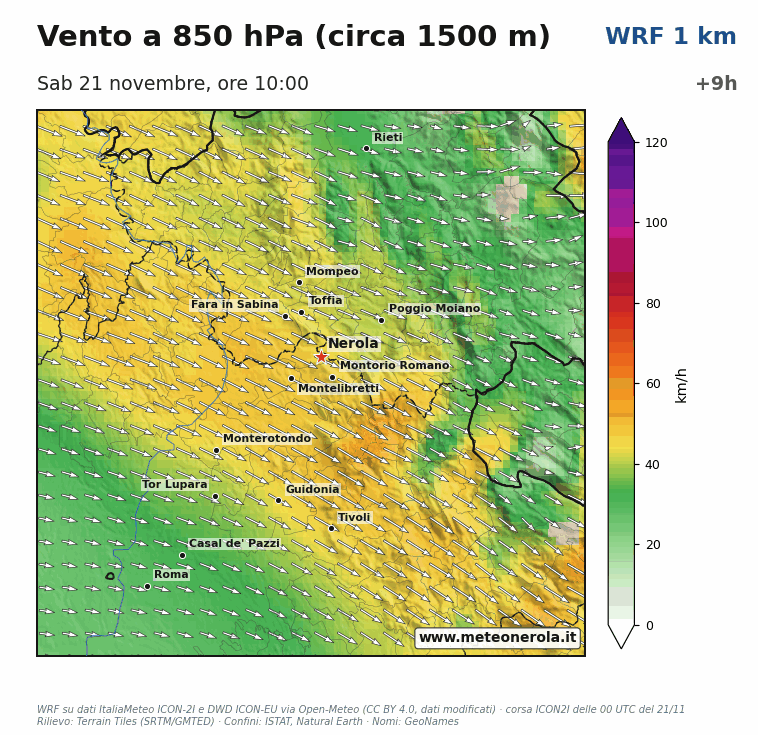 Vento a 850 hPa (circa 1500 m)
WRF 1 km
Sab 21 novembre, ore 10:00
+9h
Rieti
Mompeo
Fara in Sabina
Toffia
Poggio Moiano
Nerola
Montorio Romano
Montelibretti
Monterotondo
Tor Lupara
Guidonia
Tivoli
Casal de' Pazzi
Roma
www.meteonerola.it
120
100
80
60
40
20
0
km/h
WRF su dati ItaliaMeteo ICON-2I e DWD ICON-EU via Open-Meteo (CC BY 4.0, dati modificati) · corsa ICON2I delle 00 UTC del 21/11
Rilievo: Terrain Tiles (SRTM/GMTED) · Confini: ISTAT, Natural Earth · Nomi: GeoNames